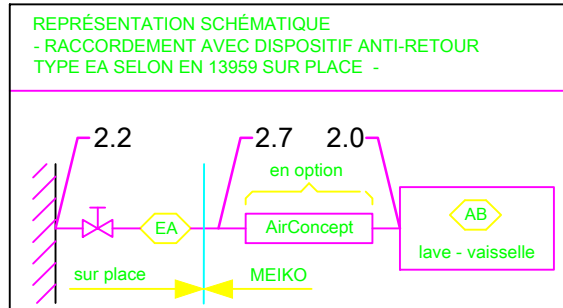 REPRÉSENTATION SCHÉMATIQUE
- RACCORDEMENT AVEC DISPOSITIF ANTI-RETOUR
TYPE EA SELON EN 13959 SUR PLACE -
2.2
2.7
2.0
en option
EA
AirConcept
AB
lave - vaisselle
sur place
MEIKO